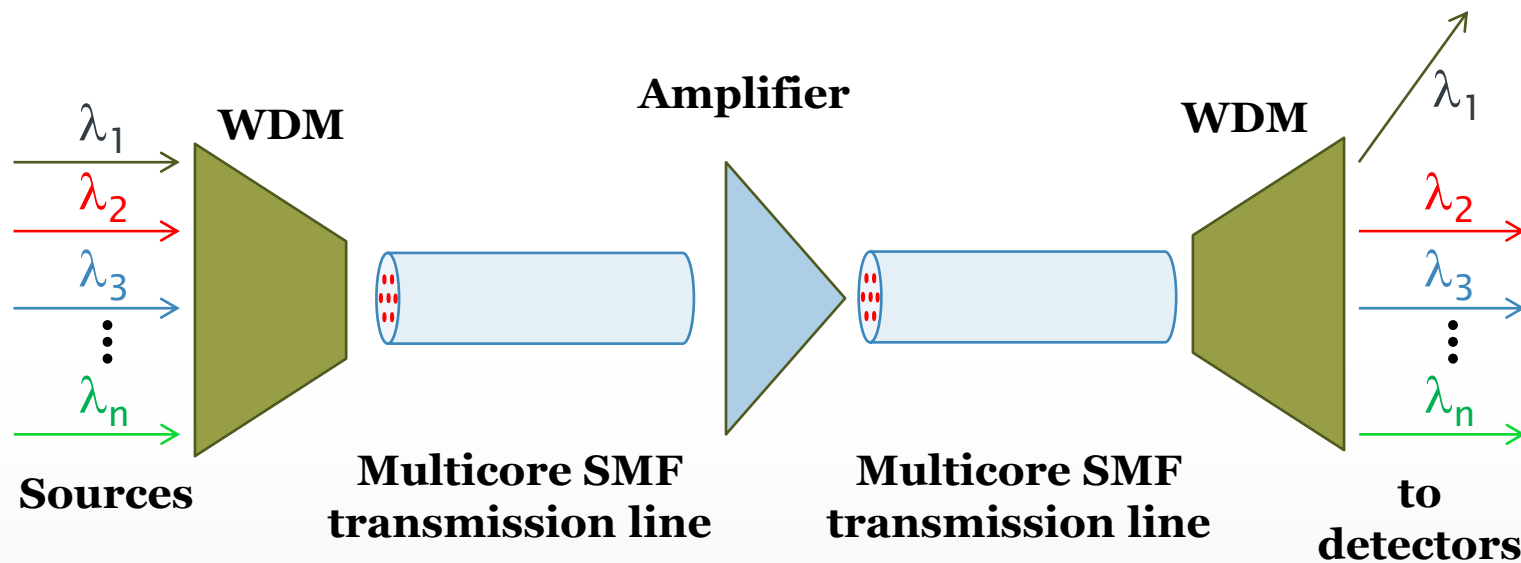 Amplifier
WDM
WDM
λ1
λ1
λ2
λ2
λ3
λ3
λn
λn
Sources
Multicore SMF
transmission line
Multicore SMF
transmission line
to
detectors